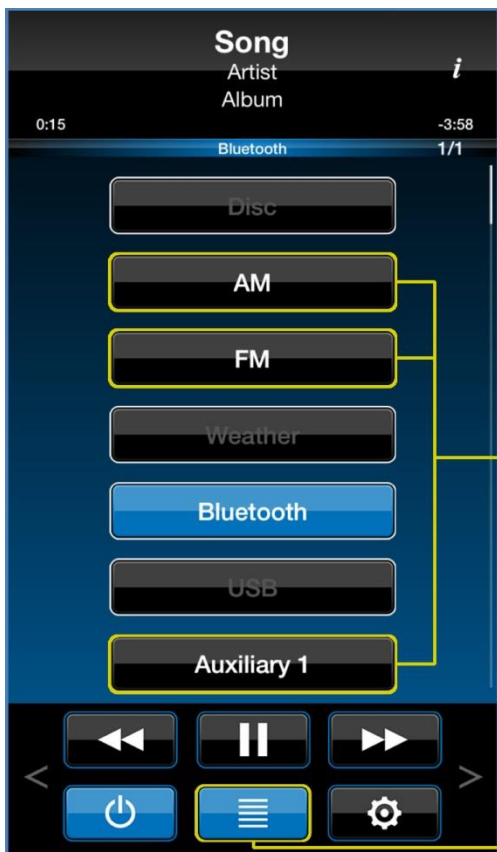 Song
Artist
i
Album
0:15
-3:58
Bluetooth
1/1
Disc
AM
FM
Weather
Bluetooth
USB
Auxiliary 1